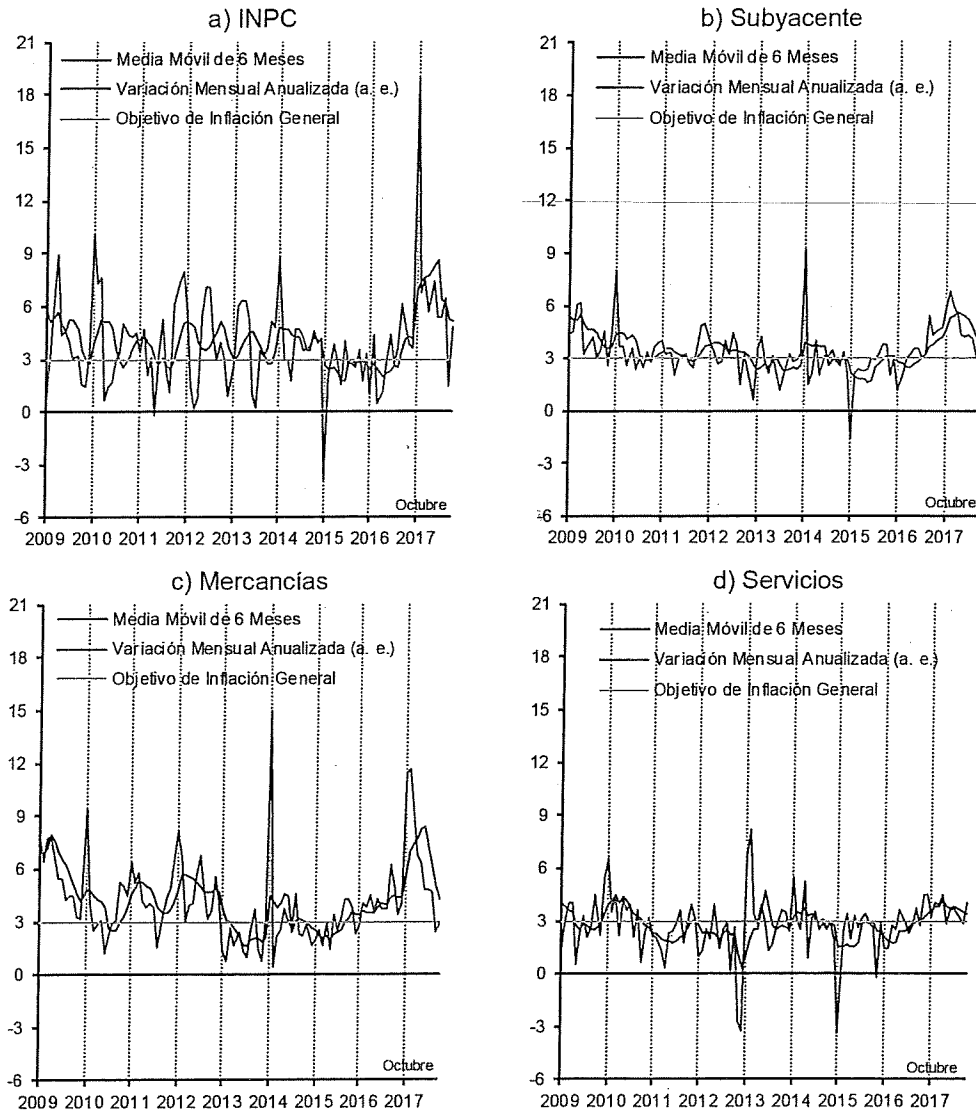 a) INPC
21
18
15
12
9
6
3
0
-3
-6
Media Móvil de 6 Meses
Variación Mensual Anualizada (a. e.)
Objetivo de Inflación General
Octubre
2009 2010 2011 2012 2013 2014 2015 2016 2017
b) Subyacente
21
18
15
12
9
6
3
0
-3
-6
Media Móvil de 6 Meses
Variación Mensual Anualizada (a. e.)
Objetivo de Inflación General
Octubre
2009 2010 2011 2012 2013 2014 2015 2016 2017
c) Mercancías
21
18
15
12
9
6
3
0
-3
-6
Media Móvil de 6 Meses
Variación Mensual Anualizada (a. e.)
Objetivo de Inflación General
Octubre
2009 2010 2011 2012 2013 2014 2015 2016 2017
d) Servicios
21
18
15
12
9
6
3
0
-3
-6
Media Móvil de 6 Meses
Variación Mensual Anualizada (a. e.)
Objetivo de Inflación General
Octubre
2009 2010 2011 2012 2013 2014 2015 2016 2017